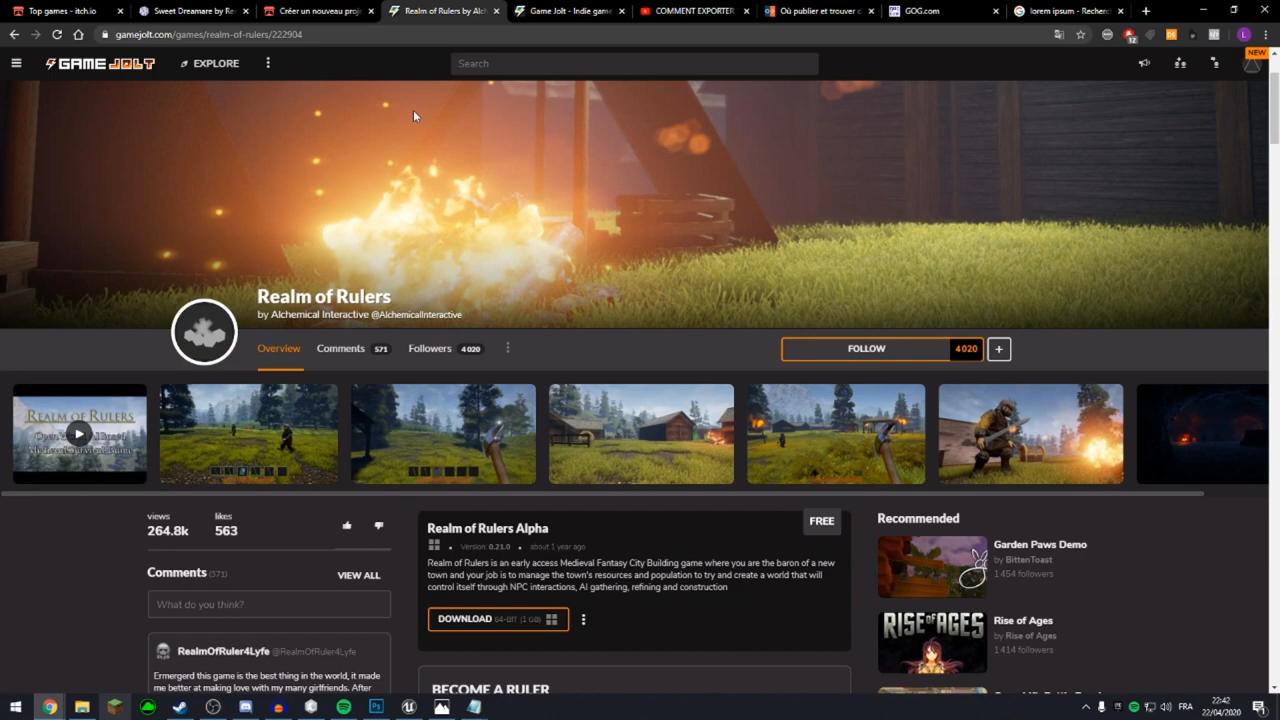 Top games - itch.io
Sweet Dreamare by Re
Créer un nouveau proj
Realm of Rulers by Alch
Game Jolt - Indie game
COMMENT EXPORTER
Où publier et trouver c
GOG.com
lorem ipsum - Recherc
gamejolt.com/games/realm-of-rulers/222904
12
L
GAME JOLT
EXPLORE
Search
NEW
Realm of Rulers
by Alchemical Interactive @AlchemicalInteractive
Overview
Comments 571
Followers 4 020
FOLLOW 4 020
REALM OF RULERS
views
264.8k
likes
563
Comments (571)
VIEW ALL
What do you think?
RealmOfRuler4Lyfe @RealmOfRuler4Lyfe
Ermergerd this game is the best thing in the world, it made
me better at making love with my many girlfriends. After
Realm of Rulers Alpha
FREE
Version: 0.21.0 • about 1 year ago
Realm of Rulers is an early access Medieval Fantasy City Building game where you are the baron of a new
town and your job is to manage the town's resources and population to try and create a world that will
control itself through NPC interactions, AI gathering, refining and construction
DOWNLOAD 64-BIT (1 GB)
BECOME A RULER
Recommended
Garden Paws Demo
by BittenToast
1 454 followers
RISE OF AGES
Rise of Ages
by Rise of Ages
1 414 followers
Ps
FRA
22:42
22/04/2020
1